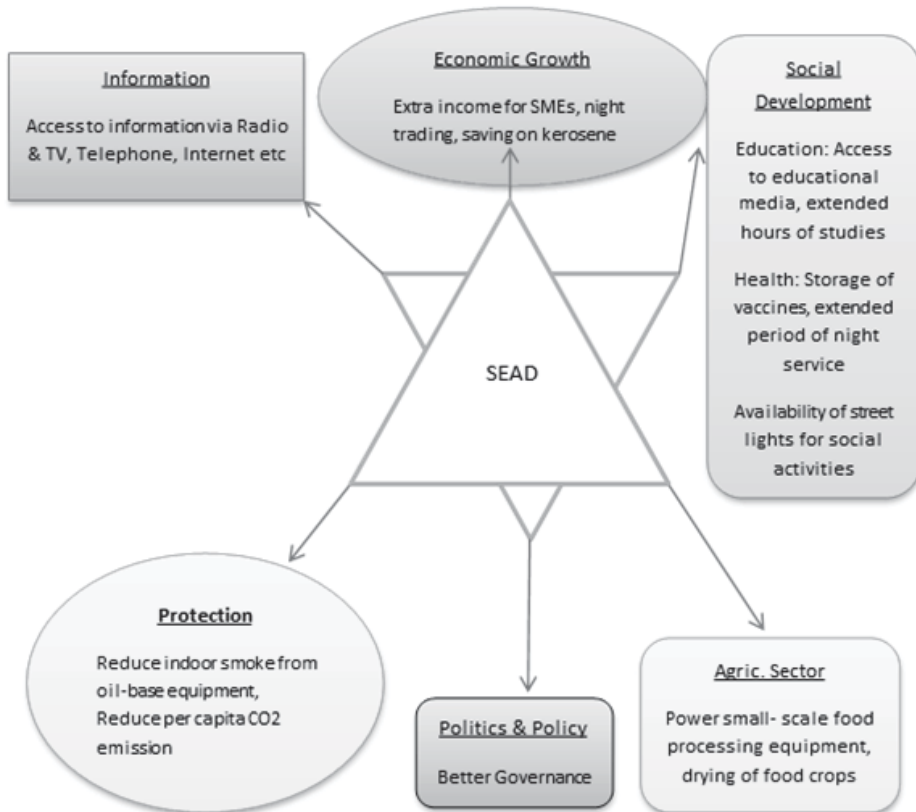 Information
Access to information via Radio
& TV, Telephone, Internet etc
Economic Growth
Extra income for SMEs, night
trading, saving on kerosene
Social
Development
Education: Access
to educational
media, extended
hours of studies
Health: Storage of
vaccines, extended
period of night
service
Availability of street
lights for social
activities
SEAD
Protection
Reduce indoor smoke from
oil-base equipment,
Reduce per capita CO2
emission
Politics & Policy
Better Governance
Agric. Sector
Power small- scale food
processing equipment,
drying of food crops